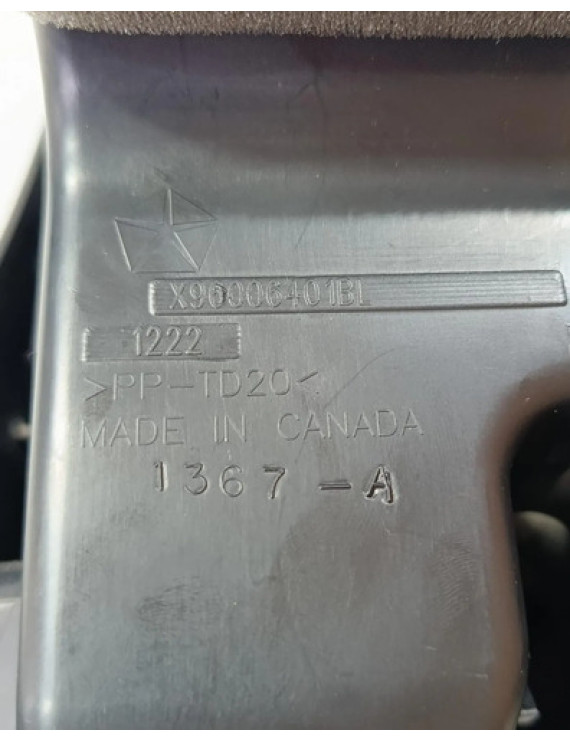 X96006401BL
1222
>PP-TD20<
MADE IN CANADA
1367-A